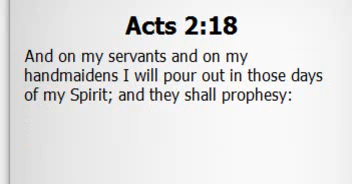 Acts 2:18
And on my servants and on my
handmaidens I will pour out in those days
of my Spirit; and they shall prophesy: